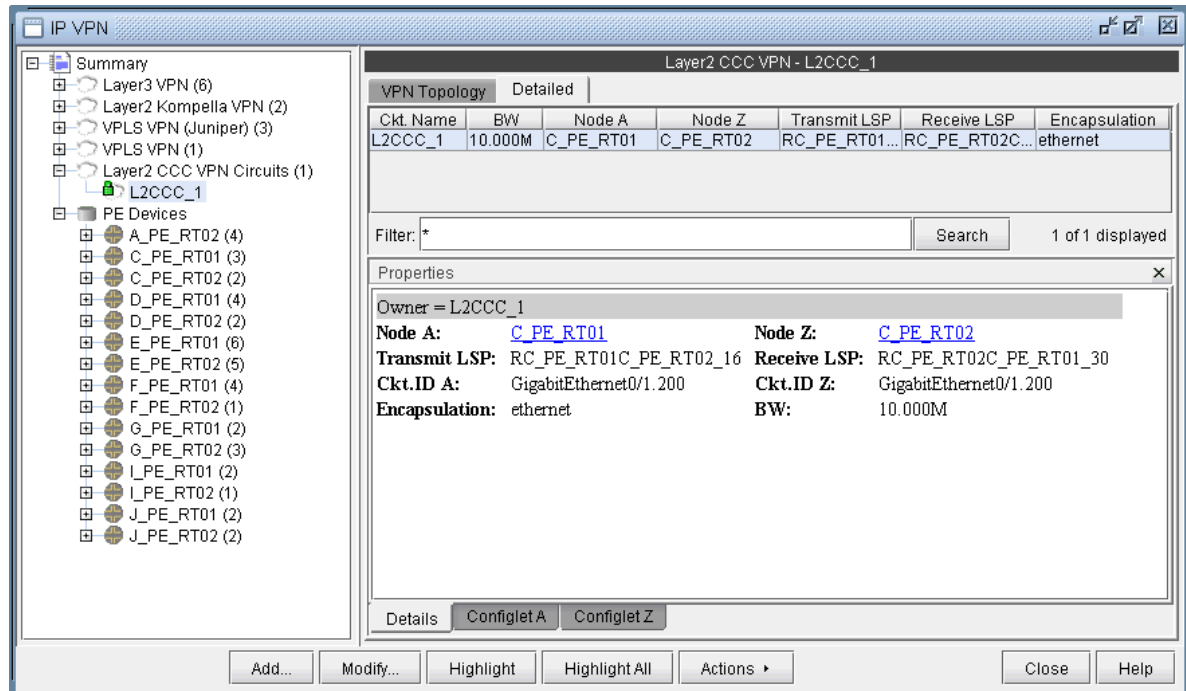 IP VPN
Summary
Layer3 VPN (6)
Layer2 Kompella VPN (2)
VPLS VPN (Juniper) (3)
VPLS VPN (1)
Layer2 CCC VPN Circuits (1)
L2CCC_1
PE Devices
A_PE_RT02 (4)
C_PE_RT01 (3)
C_PE_RT02 (2)
D_PE_RT01 (4)
D_PE_RT02 (2)
E_PE_RT01 (6)
E_PE_RT02 (5)
F_PE_RT01 (4)
F_PE_RT02 (1)
G_PE_RT01 (2)
G_PE_RT02 (3)
I_PE_RT01 (2)
I_PE_RT02 (1)
J_PE_RT01 (2)
J_PE_RT02 (2)
Layer2 CCC VPN - L2CCC_1
VPN Topology Detailed
Ckt. Name BW Node A Node Z Transmit LSP Receive LSP Encapsulation
L2CCC_1 10.000M C_PE_RT01 C_PE_RT02 RC_PE_RT01... RC_PE_RT02C... ethernet
Filter: * Search 1 of 1 displayed
Properties
Owner = L2CCC_1
Node A: C_PE_RT01 Node Z: C_PE_RT02
Transmit LSP: RC_PE_RT01C_PE_RT02_16 Receive LSP: RC_PE_RT02C_PE_RT01_30
Ckt.ID A: GigabitEthernet0/1.200 Ckt.ID Z: GigabitEthernet0/1.200
Encapsulation: ethernet BW: 10.000M
Details Configlet A Configlet Z
Add... Modify... Highlight Highlight All Actions Close Help